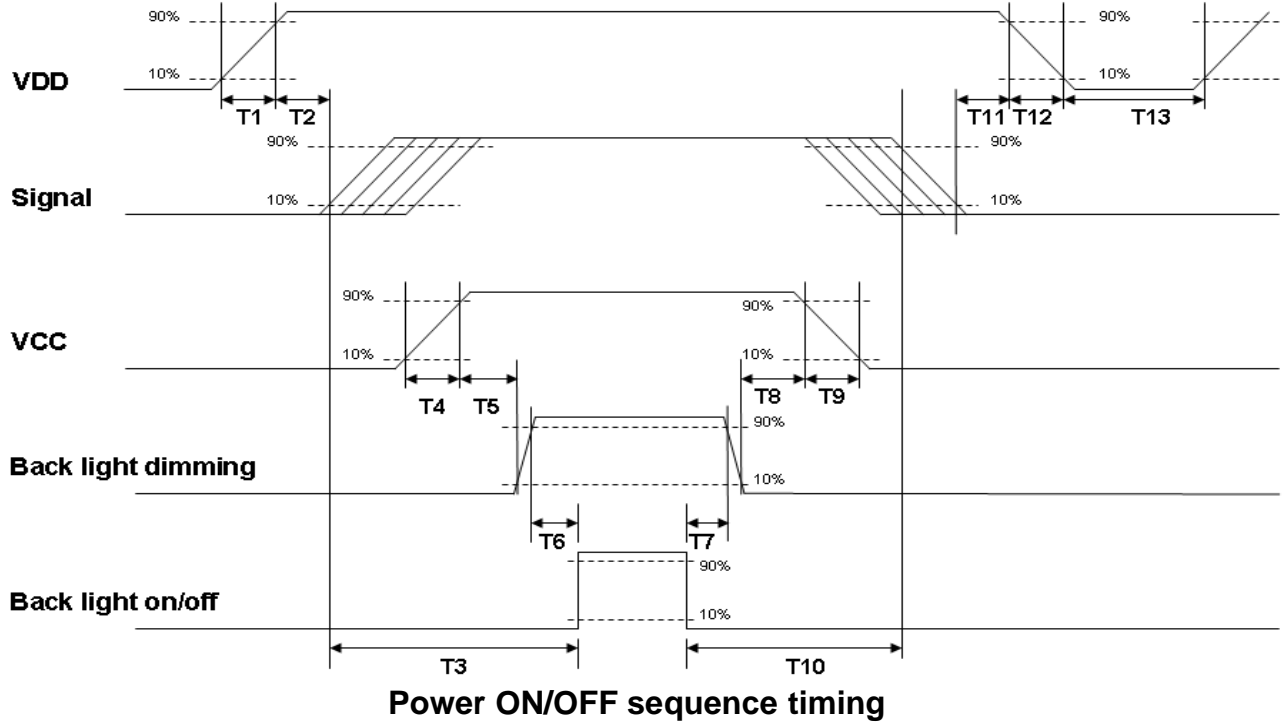 90% 90% 90%
VDD 10% 10% 10%
T1 T2 T11 T12 T13
90% 90%
Signal 10% 10%
90% 90%
VCC 10% 10%
T4 T5 T8 T9
90%
Back light dimming 10%
T6 T7
90%
Back light on/off 10%
T3 T10
Power ON/OFF sequence timing